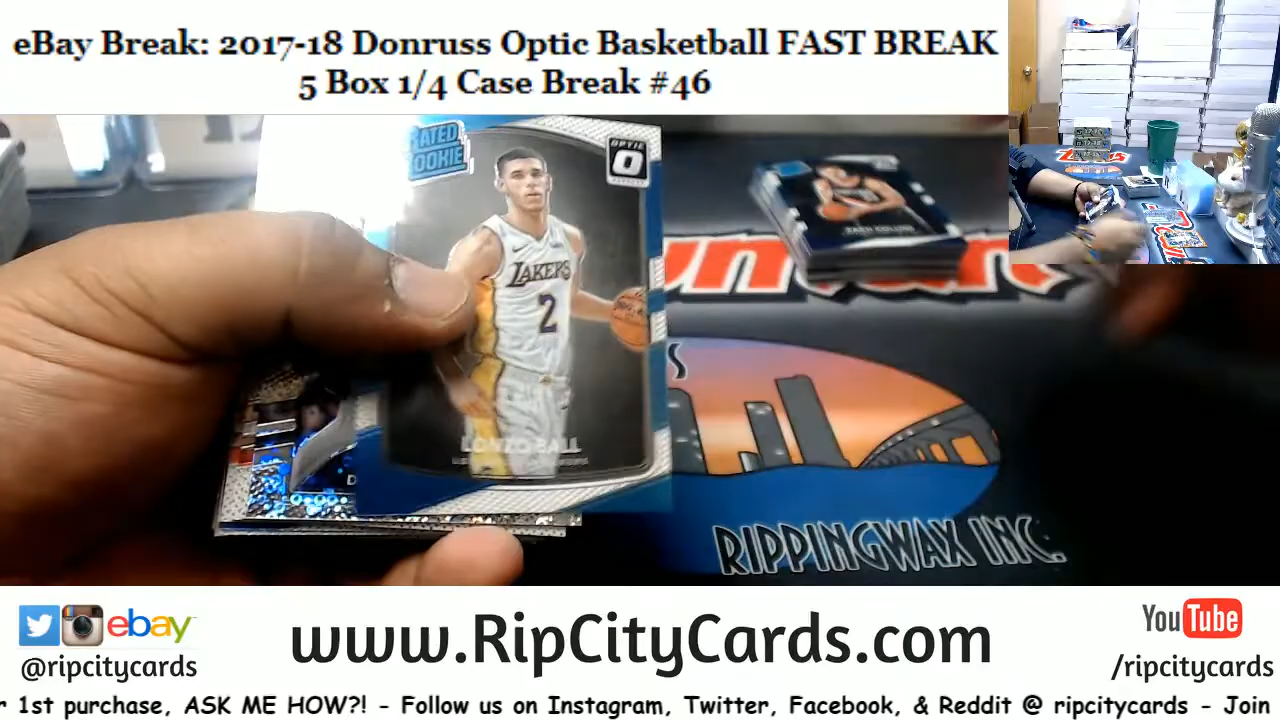 eBay Break: 2017-18 Donruss Optic Basketball FAST BREAK
5 Box 1/4 Case Break #46
RATED
ROOKIE
OPTIC
LAKERS
2
LONZO BALL
ZACH COLLINS
RIPPINGWAX INC.
ebay
@ripcitycards
www.RipCityCards.com
YouTube
/ripcitycards
r 1st purchase, ASK ME HOW?! - Follow us on Instagram, Twitter, Facebook, & Reddit @ ripcitycards - Join